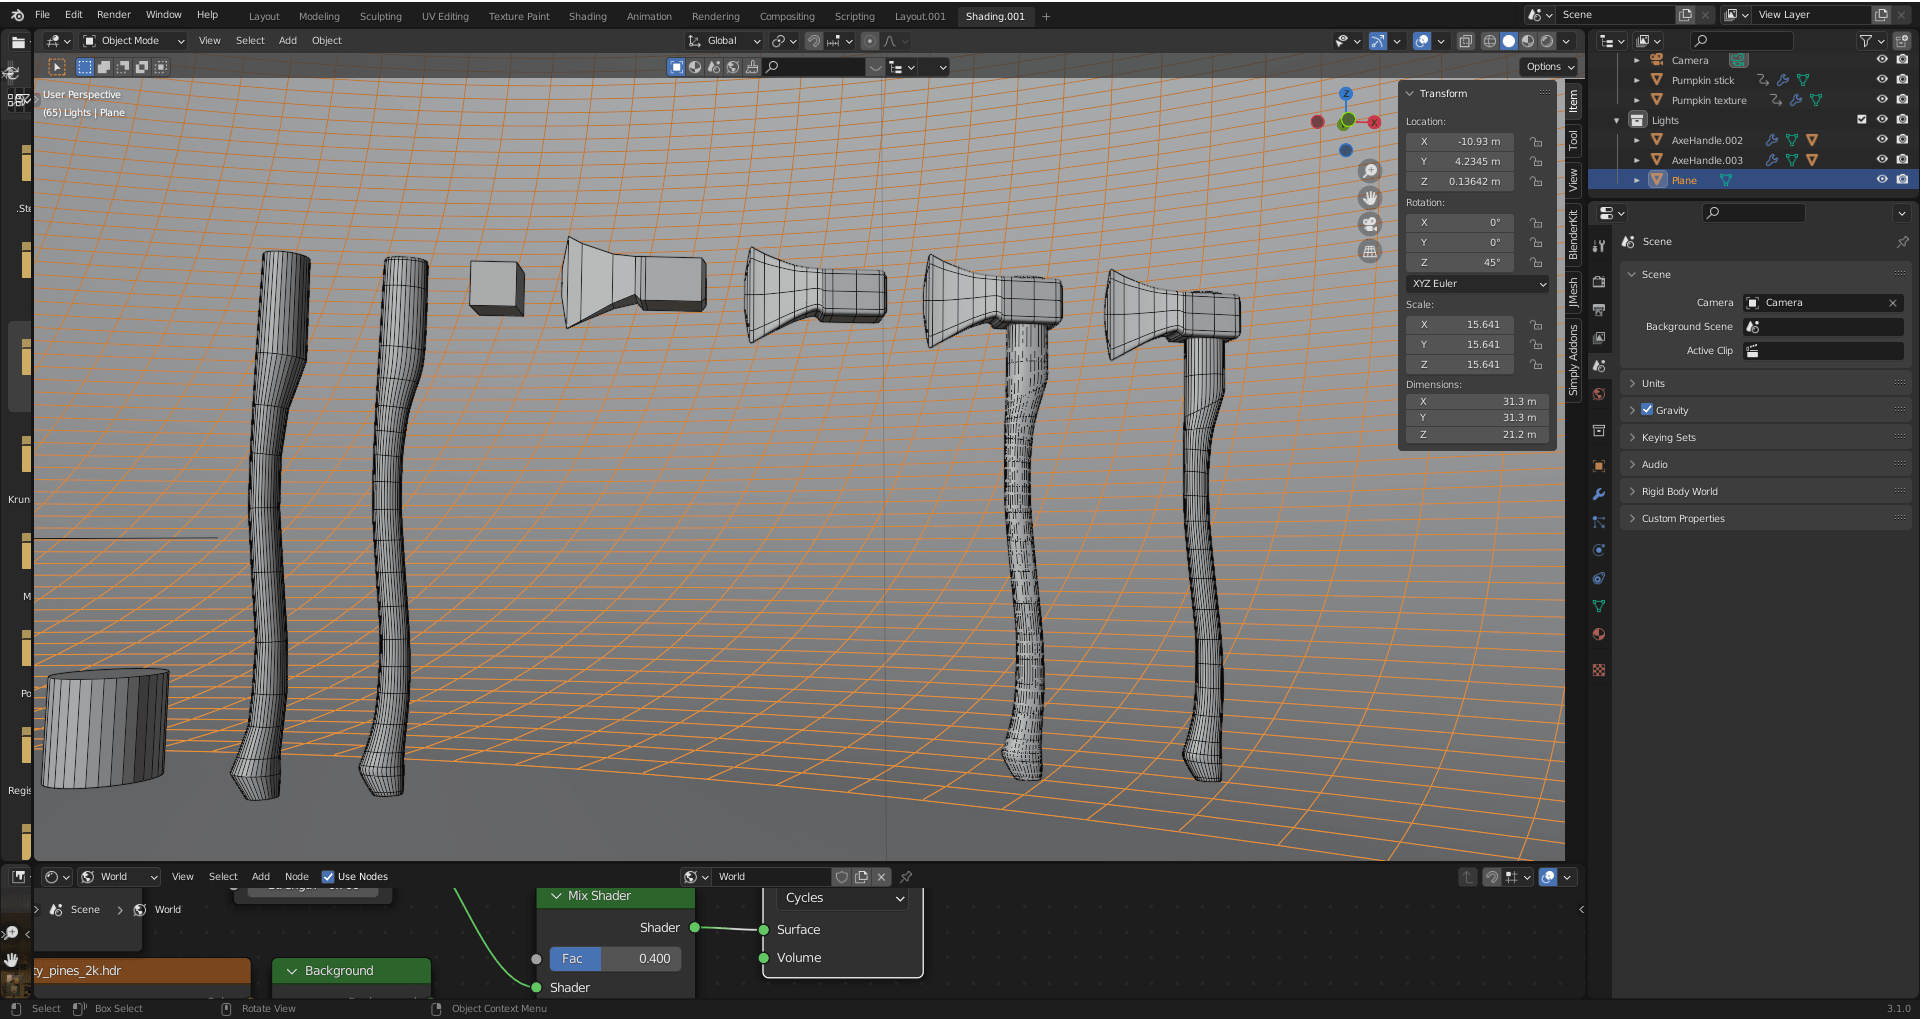 File Edit Render Window Help Layout Modeling Sculpting UV Editing Texture Paint Shading Animation Rendering Compositing Scripting Layout.001 Shading.001 + Scene View Layer
Object Mode View Select Add Object Global
Options
User Perspective
(65) Lights | Plane
Z
X
Transform
Location:
X -10.93 m
Y 4.2345 m
Z 0.13642 m
Rotation:
X 0°
Y 0°
Z 45°
XYZ Euler
Scale:
X 15.641
Y 15.641
Z 15.641
Dimensions:
X 31.3 m
Y 31.3 m
Z 21.2 m
Item
Tool
View
BlenderKit
JMesh
Simply Addons
Camera
Pumpkin stick
Pumpkin texture
Lights
AxeHandle.002
AxeHandle.003
Plane
Scene
Scene
Camera Camera
Background Scene
Active Clip
Units
Gravity
Keying Sets
Audio
Rigid Body World
Custom Properties
.Ste
Krun
M
Po
Regis
World View Select Add Node Use Nodes World
Scene > World
ty_pines_2k.hdr
Background
Mix Shader
Shader
Fac 0.400
Shader
Cycles
Surface
Volume
Select Box Select Rotate View Object Context Menu 3.1.0